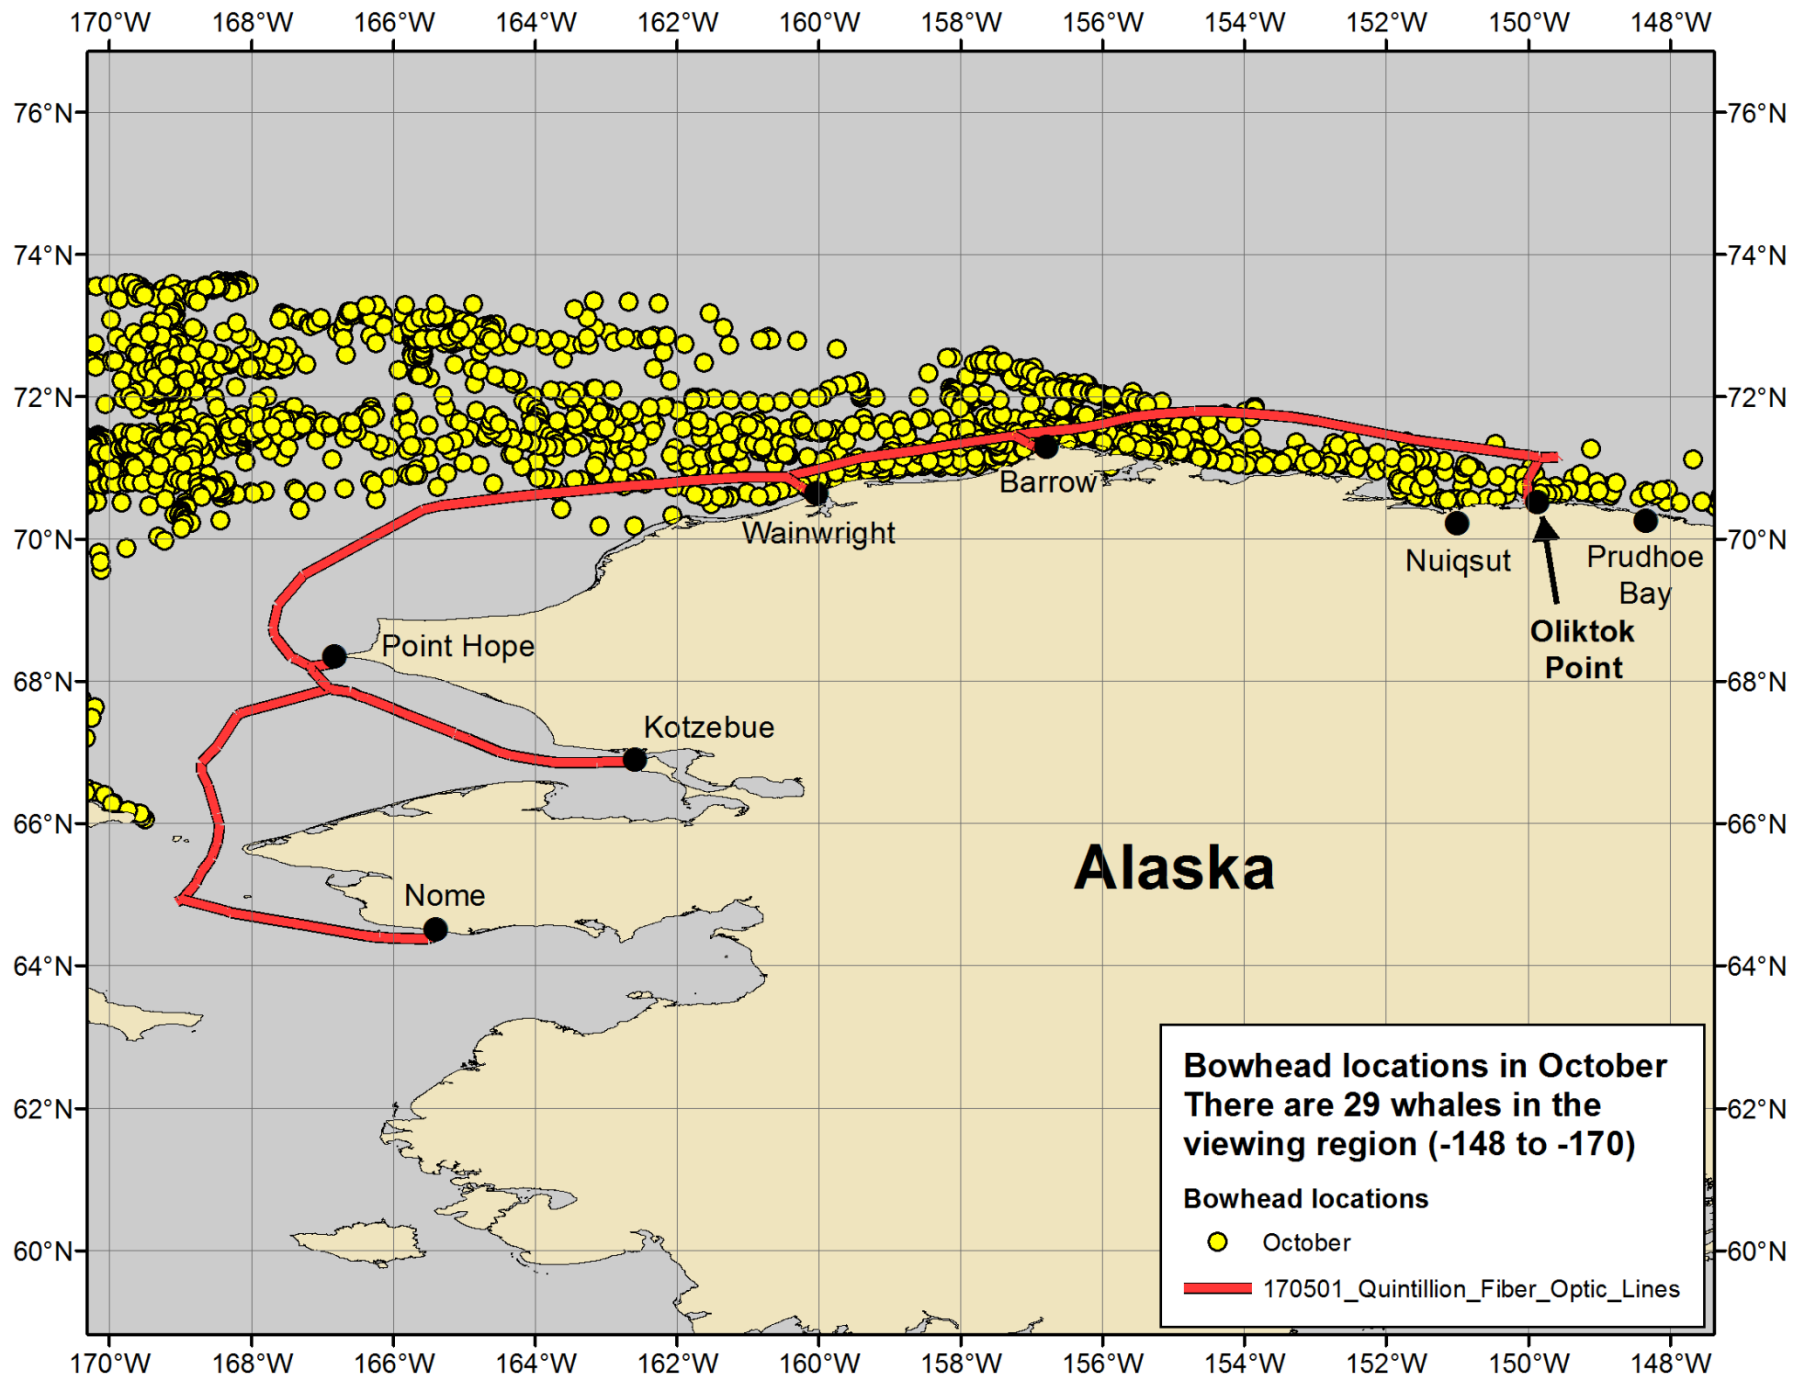 170°W 168°W 166°W 164°W 162°W 160°W 158°W 156°W 154°W 152°W 150°W 148°W
76°N 76°N
74°N 74°N
72°N 72°N
Barrow
Wainwright
70°N 70°N
Nuiqsut
Prudhoe
Bay
Oliktok
Point
Point Hope
68°N 68°N
Kotzebue
66°N 66°N
Alaska
Nome
64°N 64°N
Bowhead locations in October
There are 29 whales in the
62°N 62°N
viewing region (-148 to -170)
Bowhead locations
October
60°N 60°N
170501_Quintillion_Fiber_Optic_Lines
170°W 168°W 166°W 164°W 162°W 160°W 158°W 156°W 154°W 152°W 150°W 148°W